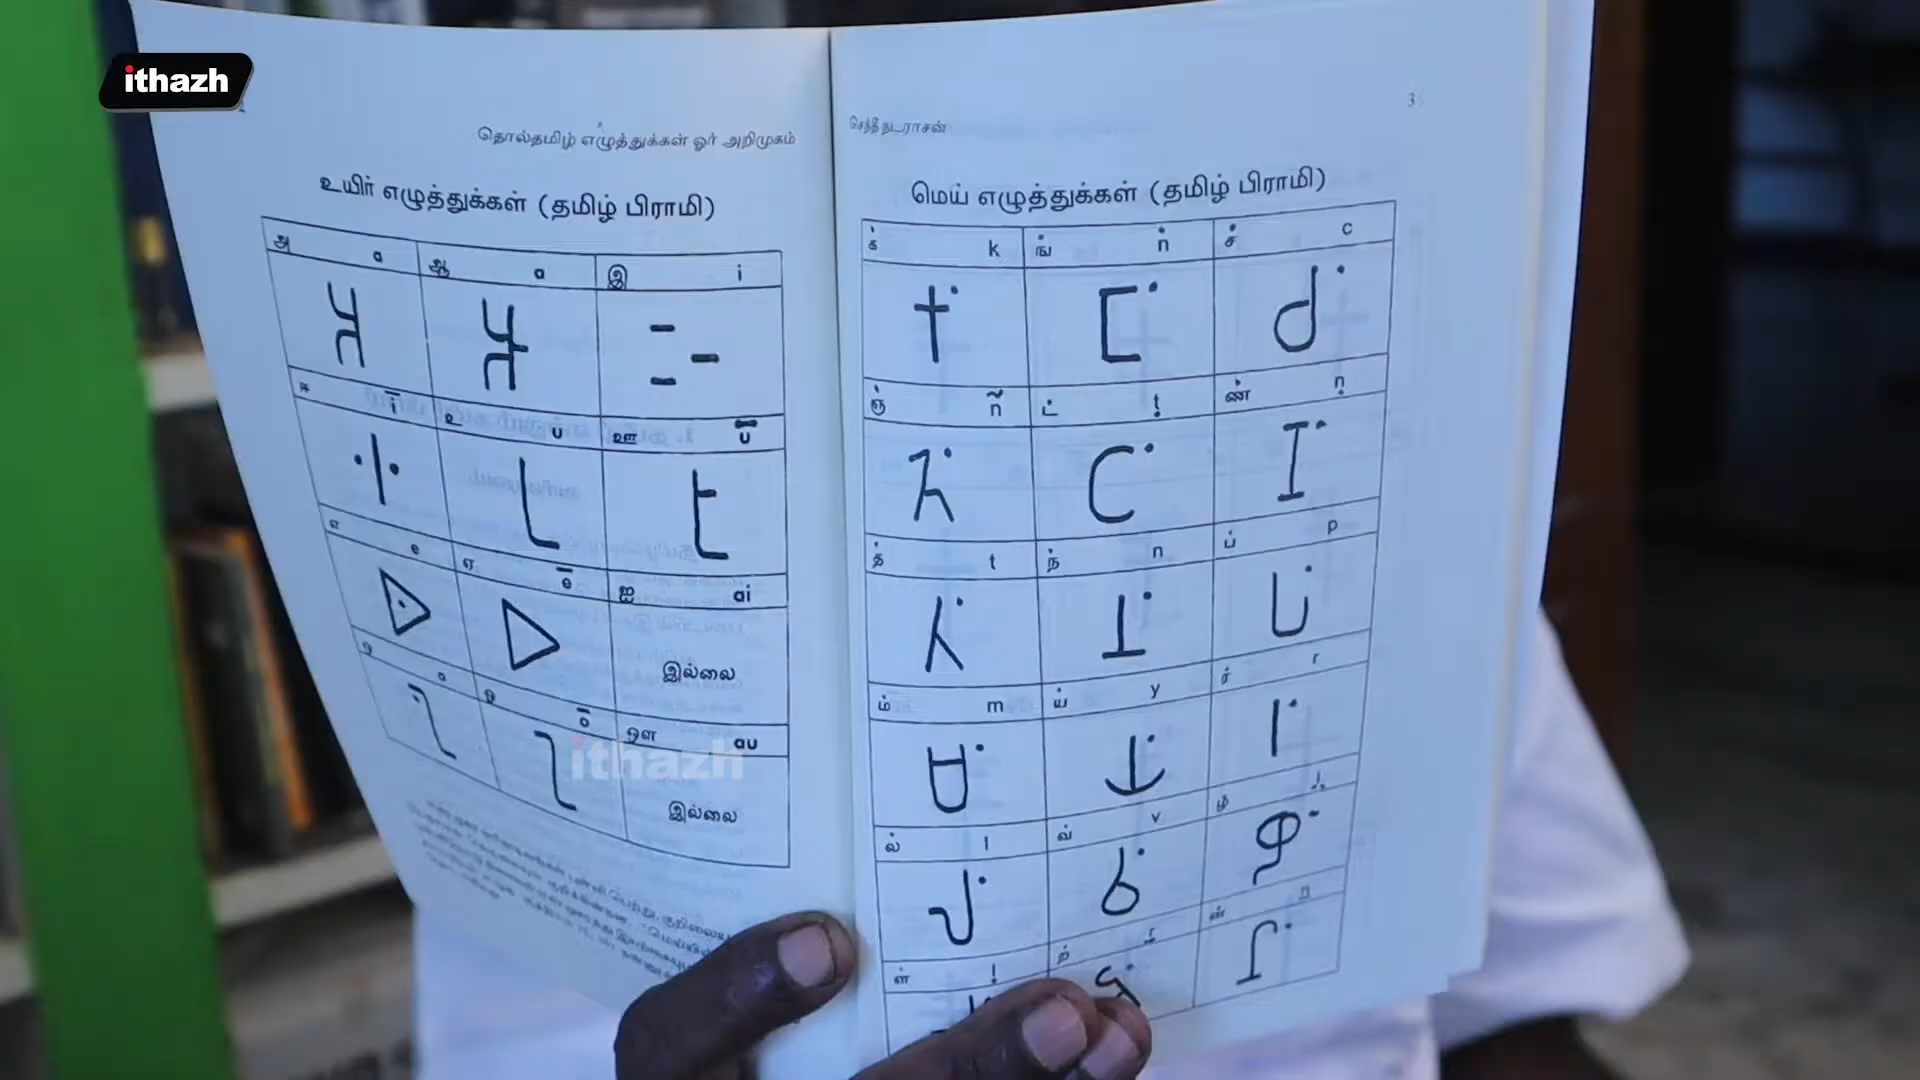 ithazh
தொல்தமிழ் எழுத்துக்கள் ஓர் அறிமுகம்
உயிர் எழுத்துக்கள் (தமிழ் பிராமி)
அ a ஆ a இ i
𑀅 𑀆 𑀇
ஈ ī உ u ஊ ū
𑀈 𑀉 𑀊
எ e ஏ ē ஐ ai
இல்லை
ஒ o ஓ ō ஔ au
இல்லை
ithazh
3
செந்தீ நடராசன்
மெய் எழுத்துக்கள் (தமிழ் பிராமி)
க் k ங் ṅ ச் c
𑀓 𑀗 𑀘
ஞ் ñ ட் ṭ ண் ṇ
𑀜 𑀝 𑀡
த் t ந் n ப் p
𑀢 𑀦 𑀧
ம் m ய் y ர் r
𑀫 𑀬 𑀭
ல் l வ் v ழ் ḻ
𑀮 𑀯 𑀵
ள் ḷ ற் ṟ ன் ṉ